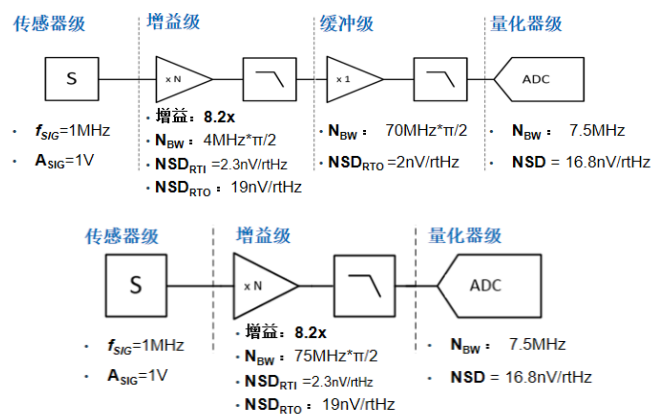 传感器级 增益级 缓冲级 量化器级
S ×N ×1 ADC
· f_SIG=1MHz
· A_SIG=1V
· 增益：8.2x
· N_BW： 4MHz*π/2
· NSD_RTI =2.3nV/rtHz
· NSD_RTO： 19nV/rtHz
· N_BW： 70MHz*π/2
· NSD_RTO =2nV/rtHz
· N_BW： 7.5MHz
· NSD = 16.8nV/rtHz
传感器级 增益级 量化器级
S ×N ADC
· f_SIG=1MHz
· A_SIG=1V
· 增益：8.2x
· N_BW： 75MHz*π/2
· NSD_RTI =2.3nV/rtHz
· NSD_RTO： 19nV/rtHz
· N_BW： 7.5MHz
· NSD = 16.8nV/rtHz